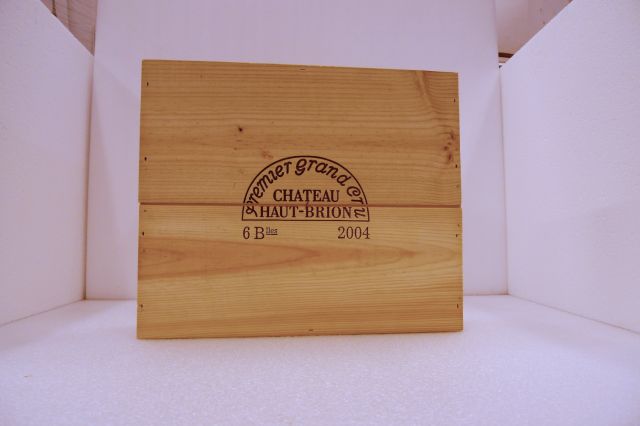 Premier Grand Cru
CHATEAU
HAUT-BRION
6 Blles 2004